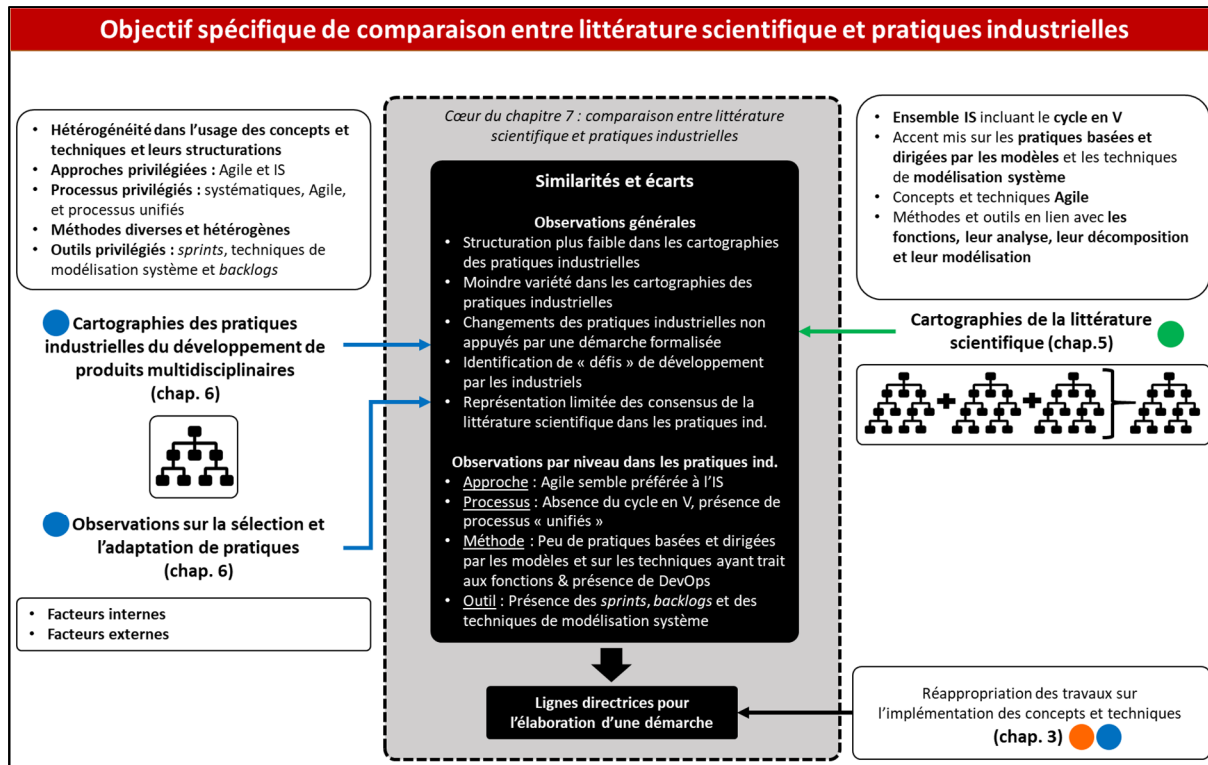 Objectif spécifique de comparaison entre littérature scientifique et pratiques industrielles
• Hétérogénéité dans l'usage des concepts et
techniques et leurs structurations
• Approches privilégiées : Agile et IS
• Processus privilégiés : systématiques, Agile,
et processus unifiés
• Méthodes diverses et hétérogènes
• Outils privilégiés : sprints, techniques de
modélisation système et backlogs
Cartographies des pratiques
industrielles du développement de
produits multidisciplinaires
(chap. 6)
Observations sur la sélection et
l'adaptation de pratiques
(chap. 6)
• Facteurs internes
• Facteurs externes
Cœur du chapitre 7 : comparaison entre littérature
scientifique et pratiques industrielles
Similarités et écarts
Observations générales
• Structuration plus faible dans les cartographies
des pratiques industrielles
• Moindre variété dans les cartographies des
pratiques industrielles
• Changements des pratiques industrielles non
appuyés par une démarche formalisée
• Identification de « défis » de développement
par les industriels
• Représentation limitée des consensus de la
littérature scientifique dans les pratiques ind.
Observations par niveau dans les pratiques ind.
• Approche : Agile semble préférée à l'IS
• Processus : Absence du cycle en V, présence de
processus « unifiés »
• Méthode : Peu de pratiques basées et dirigées
par les modèles et sur les techniques ayant trait
aux fonctions & présence de DevOps
• Outil : Présence des sprints, backlogs et des
techniques de modélisation système
Lignes directrices pour
l'élaboration d'une démarche
• Ensemble IS incluant le cycle en V
• Accent mis sur les pratiques basées et
dirigées par les modèles et les techniques
de modélisation système
• Concepts et techniques Agile
• Méthodes et outils en lien avec les
fonctions, leur analyse, leur décomposition
et leur modélisation
Cartographies de la littérature
scientifique (chap.5)
Réappropriation des travaux sur
l'implémentation des concepts et techniques
(chap. 3)